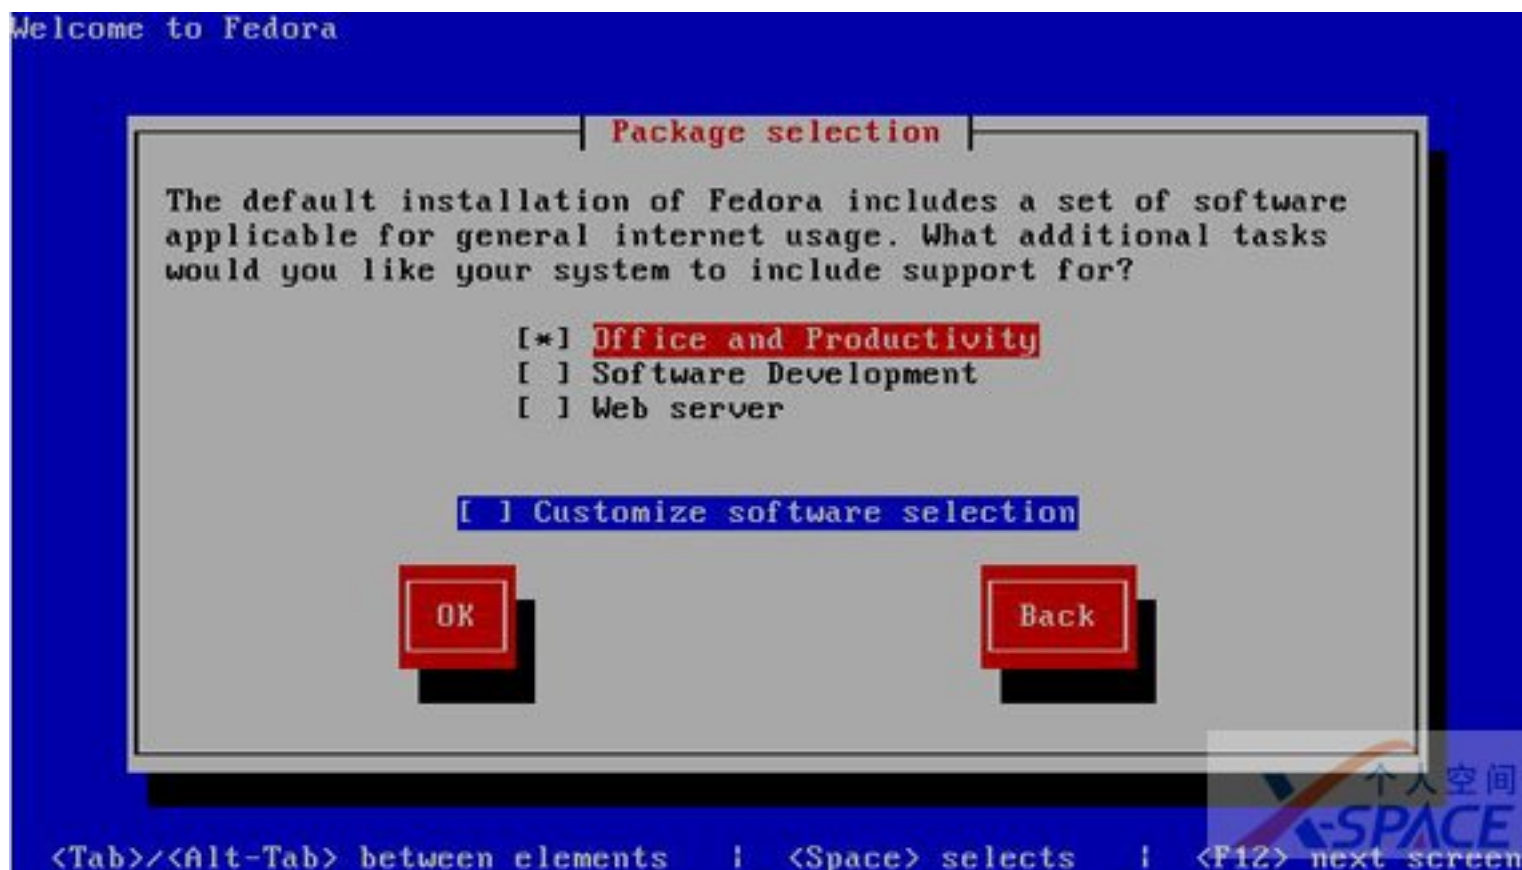 Welcome to Fedora
Package selection
The default installation of Fedora includes a set of software
applicable for general internet usage. What additional tasks
would you like your system to include support for?
[*] Office and Productivity
[ ] Software Development
[ ] Web server
[ ] Customize software selection
OK
Back
个人空间
X-SPACE
<Tab>/<Alt-Tab> between elements | <Space> selects | <F12> next screen